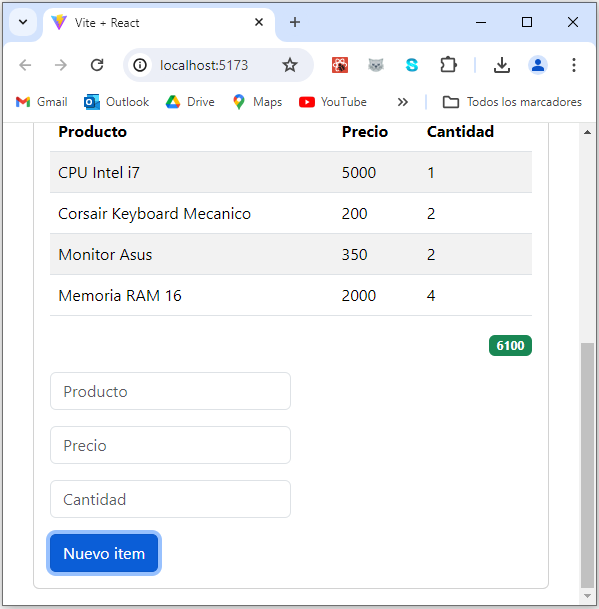 Vite + React
localhost:5173
Gmail Outlook Drive Maps YouTube Todos los marcadores
Producto Precio Cantidad
CPU Intel i7 5000 1
Corsair Keyboard Mecanico 200 2
Monitor Asus 350 2
Memoria RAM 16 2000 4
6100
Producto
Precio
Cantidad
Nuevo item